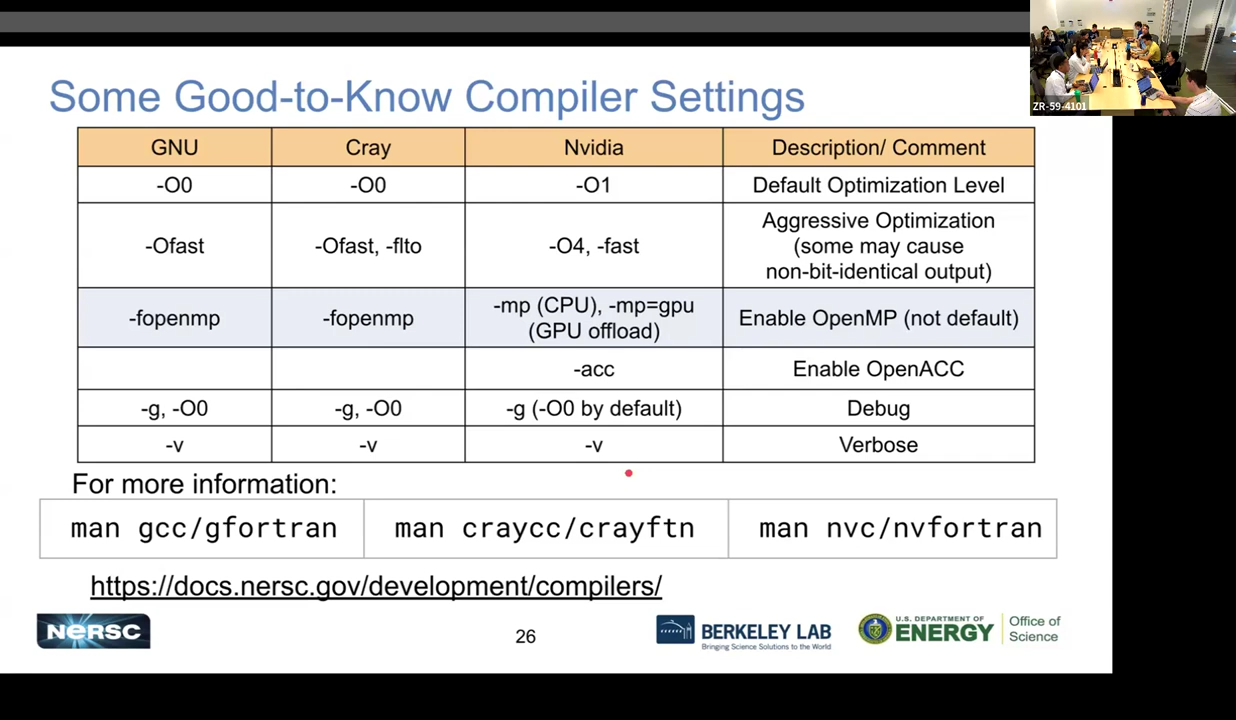 ZR-59-4101
Some Good-to-Know Compiler Settings
GNU Cray Nvidia Description/ Comment
-O0 -O0 -O1 Default Optimization Level
-Ofast -Ofast, -flto -O4, -fast Aggressive Optimization
(some may cause
non-bit-identical output)
-fopenmp -fopenmp -mp (CPU), -mp=gpu
(GPU offload) Enable OpenMP (not default)
-acc Enable OpenACC
-g, -O0 -g, -O0 -g (-O0 by default) Debug
-v -v -v Verbose
For more information:
man gcc/gfortran man craycc/crayftn man nvc/nvfortran
https://docs.nersc.gov/development/compilers/
NERSC
26
BERKELEY LAB
Bringing Science Solutions to the World
U.S. DEPARTMENT OF
ENERGY
Office of
Science